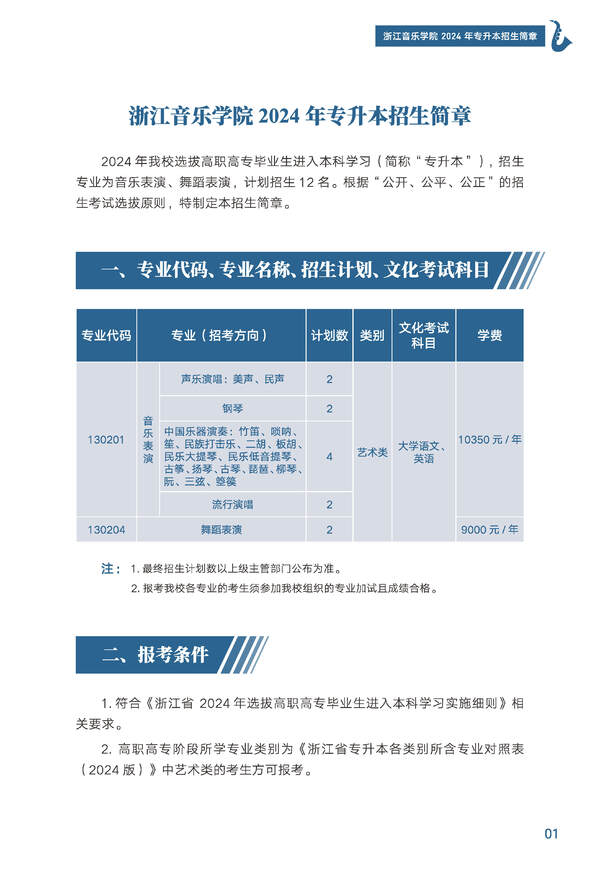 浙江音乐学院 2024 年专升本招生简章
浙江音乐学院 2024 年专升本招生简章
2024 年我校选拔高职高专毕业生进入本科学习（简称“专升本”），招生
专业为音乐表演、舞蹈表演，计划招生 12 名。根据“公开、公平、公正”的招
生考试选拔原则，特制定本招生简章。
一、专业代码、专业名称、招生计划、文化考试科目
专业代码 专业（招考方向） 计划数 类别 文化考试 学费
科目
声乐演唱：美声、民声 2
钢琴 2
130201 音乐表演 中国乐器演奏：竹笛、唢呐、
笙、民族打击乐、二胡、板胡、
民乐大提琴、民乐低音提琴、 4 艺术类 大学语文、 10350 元 / 年
古筝、扬琴、古琴、琵琶、柳琴、 英语
阮、三弦、箜篌
流行演唱 2
130204 舞蹈表演 2 9000 元 / 年
注： 1. 最终招生计划数以上级主管部门公布为准。
2. 报考我校各专业的考生须参加我校组织的专业加试且成绩合格。
二、报考条件
1. 符合《浙江省 2024 年选拔高职高专毕业生进入本科学习实施细则》相
关要求。
2. 高职高专阶段所学专业类别为《浙江省专升本各类别所含专业对照表
（2024 版）》中艺术类的考生方可报考。
01